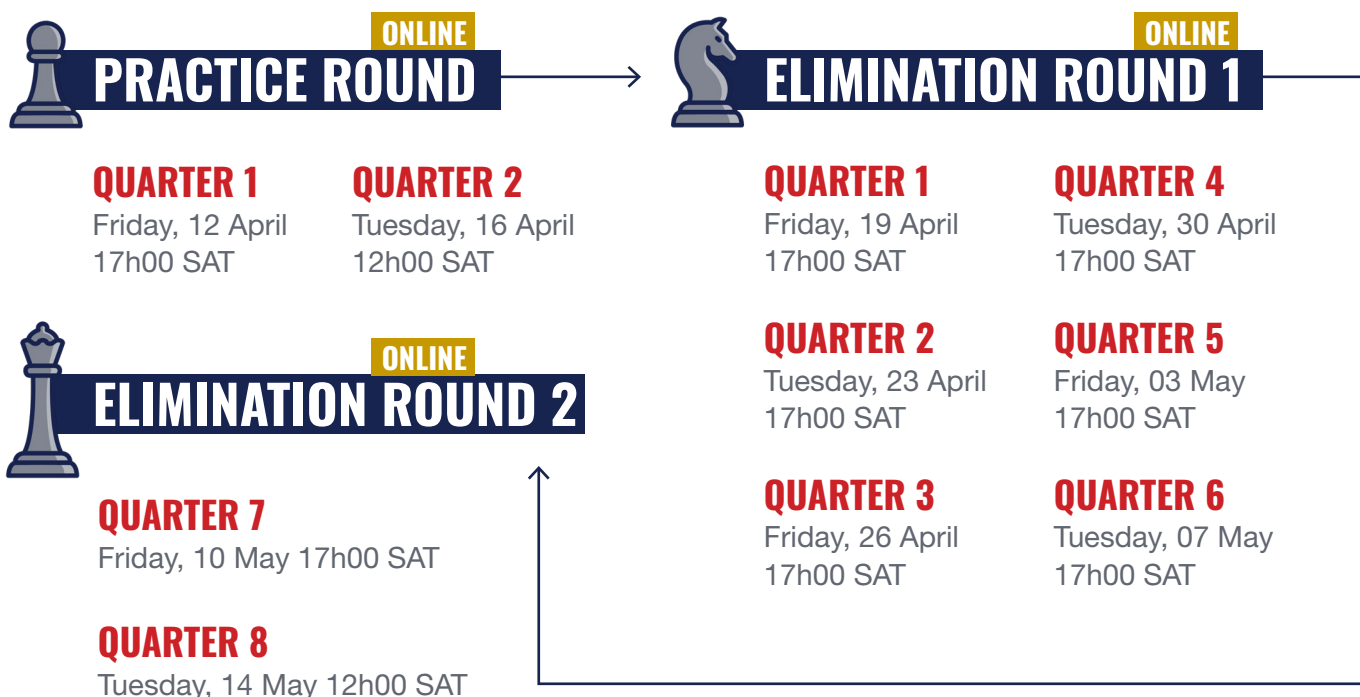 ONLINE
PRACTICE ROUND
QUARTER 1
Friday, 12 April
17h00 SAT
QUARTER 2
Tuesday, 16 April
12h00 SAT
ONLINE
ELIMINATION ROUND 1
QUARTER 1
Friday, 19 April
17h00 SAT
QUARTER 2
Tuesday, 23 April
17h00 SAT
QUARTER 3
Friday, 26 April
17h00 SAT
QUARTER 4
Tuesday, 30 April
17h00 SAT
QUARTER 5
Friday, 03 May
17h00 SAT
QUARTER 6
Tuesday, 07 May
17h00 SAT
ONLINE
ELIMINATION ROUND 2
QUARTER 7
Friday, 10 May 17h00 SAT
QUARTER 8
Tuesday, 14 May 12h00 SAT